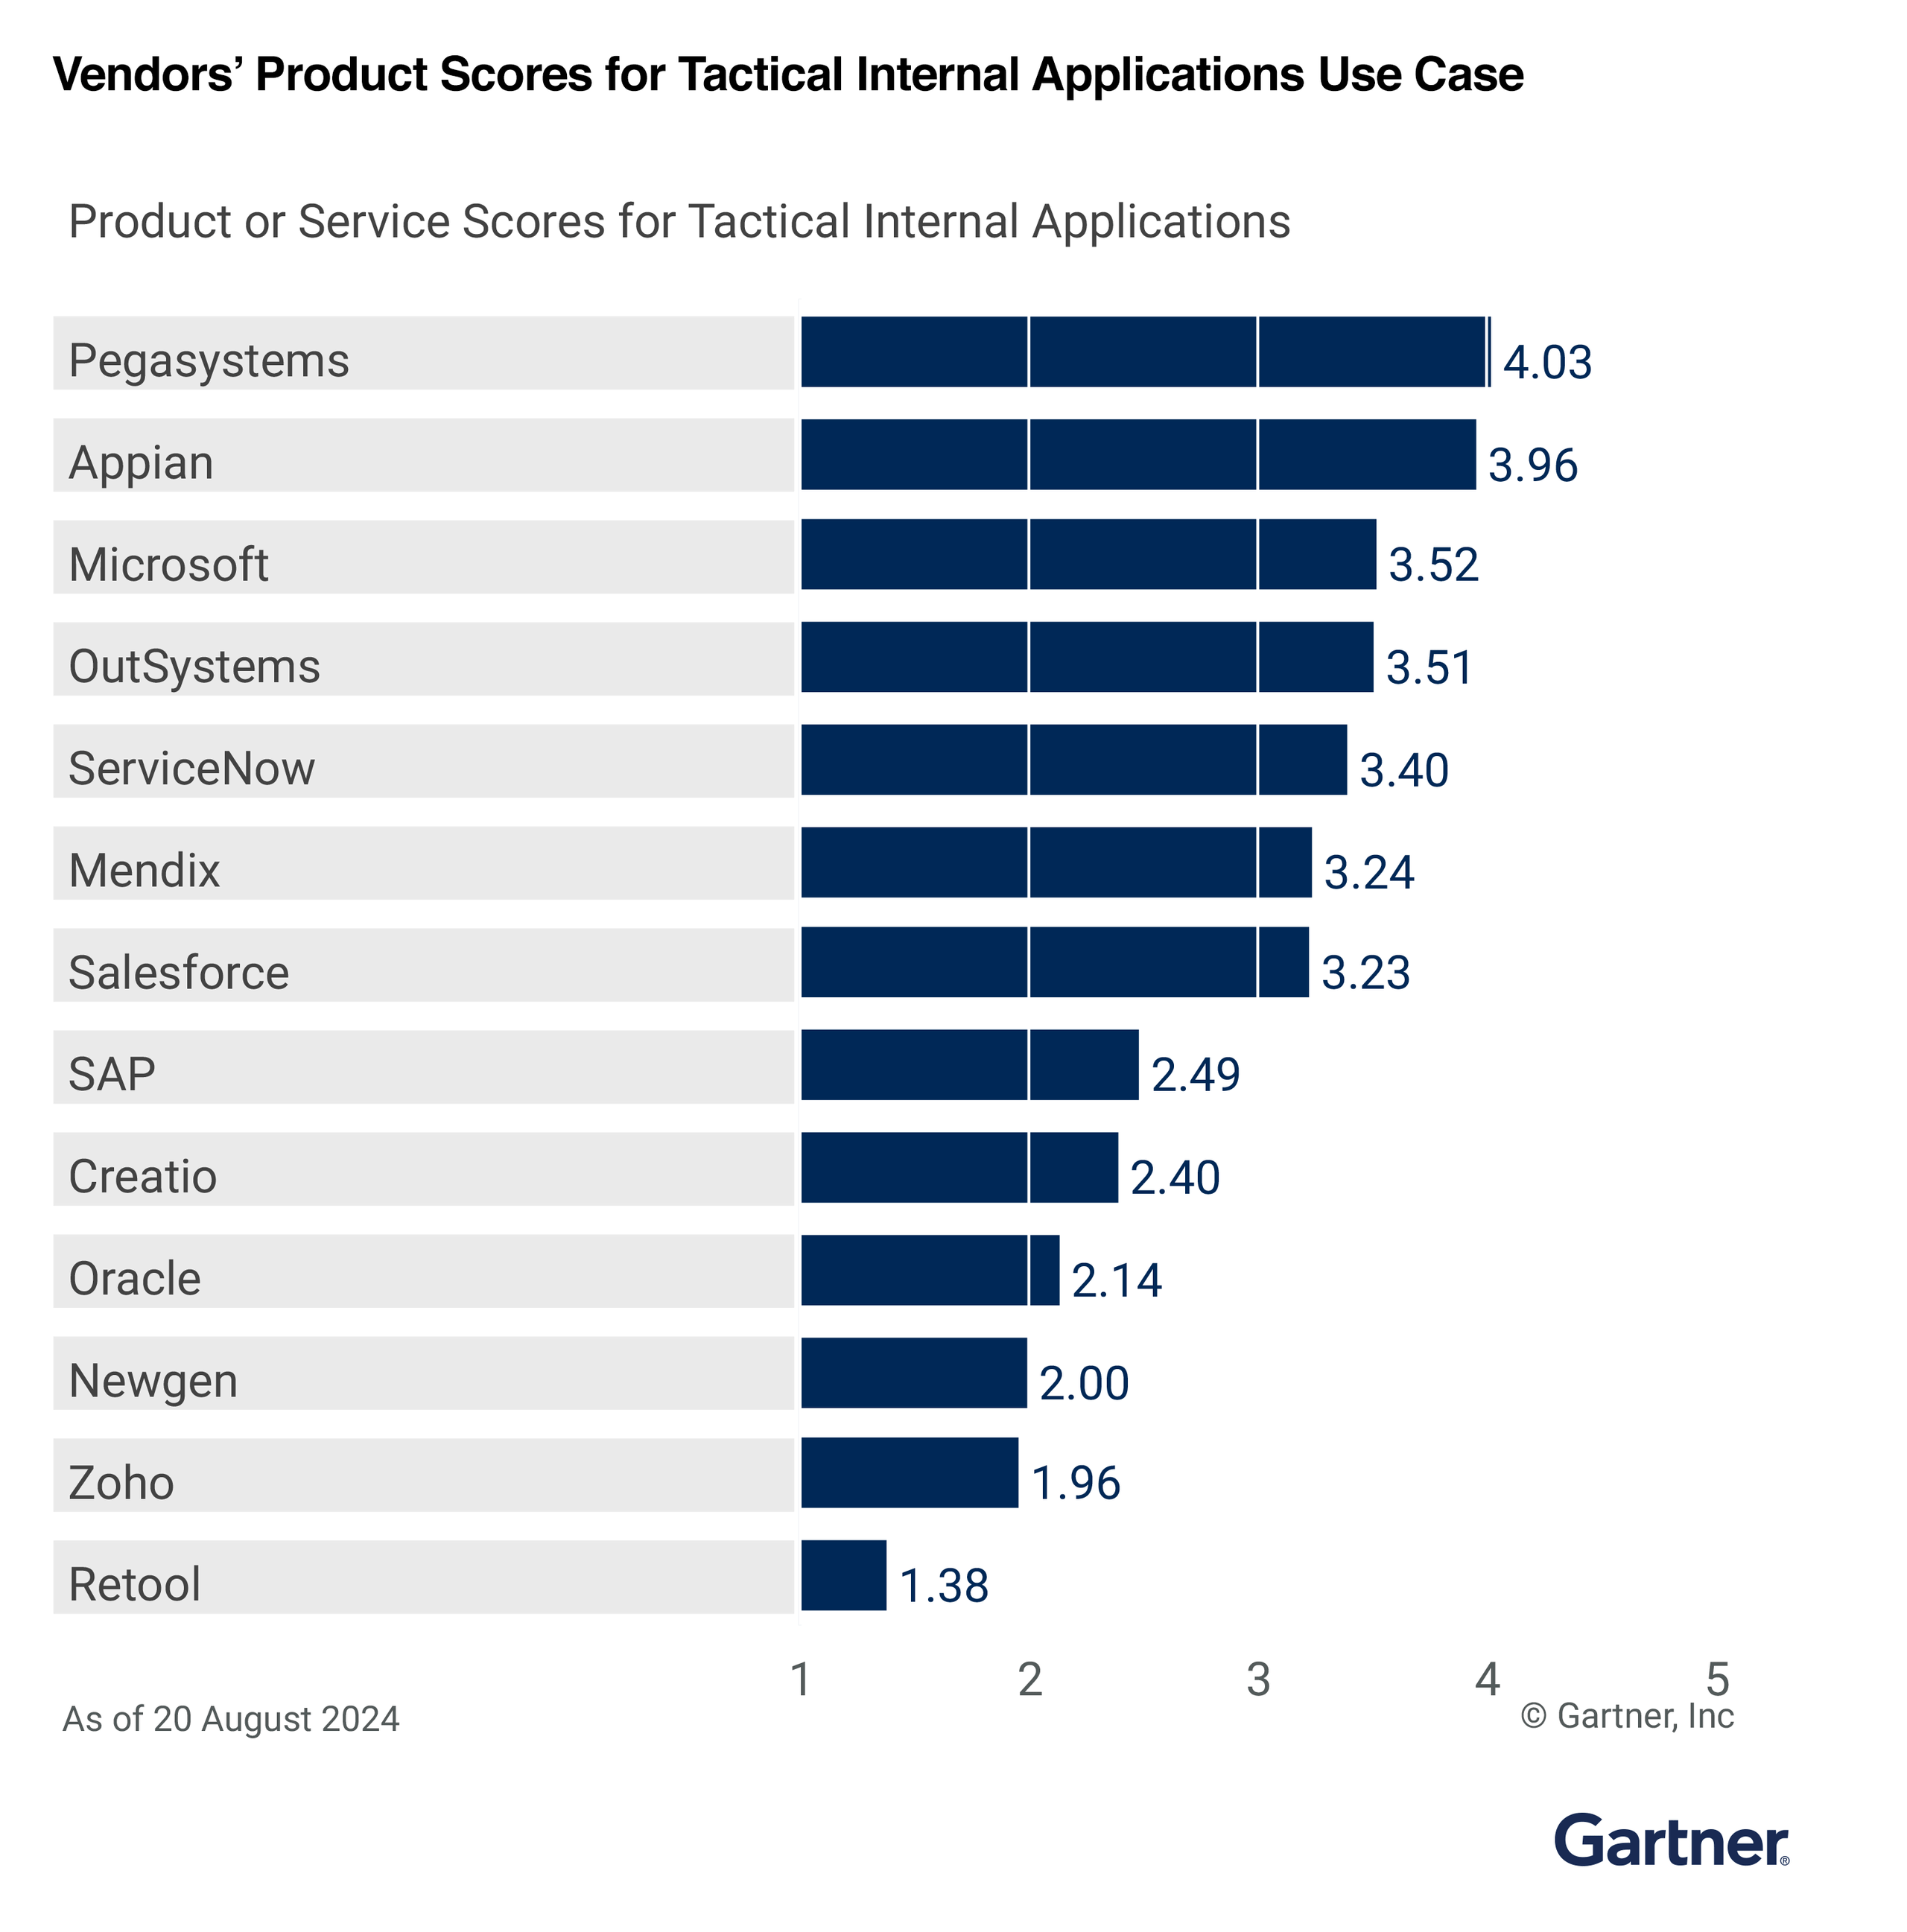 Vendors’ Product Scores for Tactical Internal Applications Use Case
Product or Service Scores for Tactical Internal Applications
Pegasystems 4.03
Appian 3.96
Microsoft 3.52
OutSystems 3.51
ServiceNow 3.40
Mendix 3.24
Salesforce 3.23
SAP 2.49
Creatio 2.40
Oracle 2.14
Newgen 2.00
Zoho 1.96
Retool 1.38
1 2 3 4 5
As of 20 August 2024 © Gartner, Inc
Gartner®